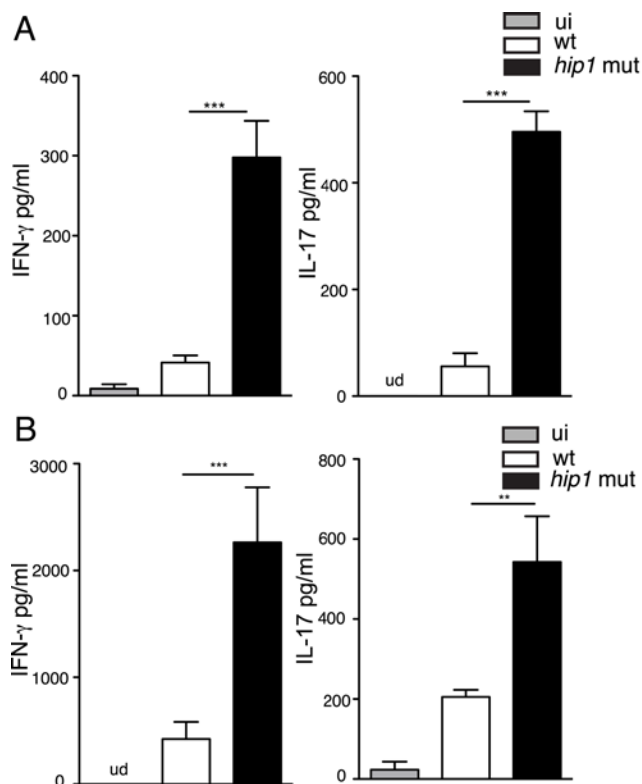 A
ui
wt
hip1 mut
IFN-γ pg/ml
400
300
200
100
0
***
IL-17 pg/ml
600
400
200
0
ud
***
B
ui
wt
hip1 mut
IFN-γ pg/ml
3000
2000
1000
0
ud
***
IL-17 pg/ml
800
600
400
200
0
**